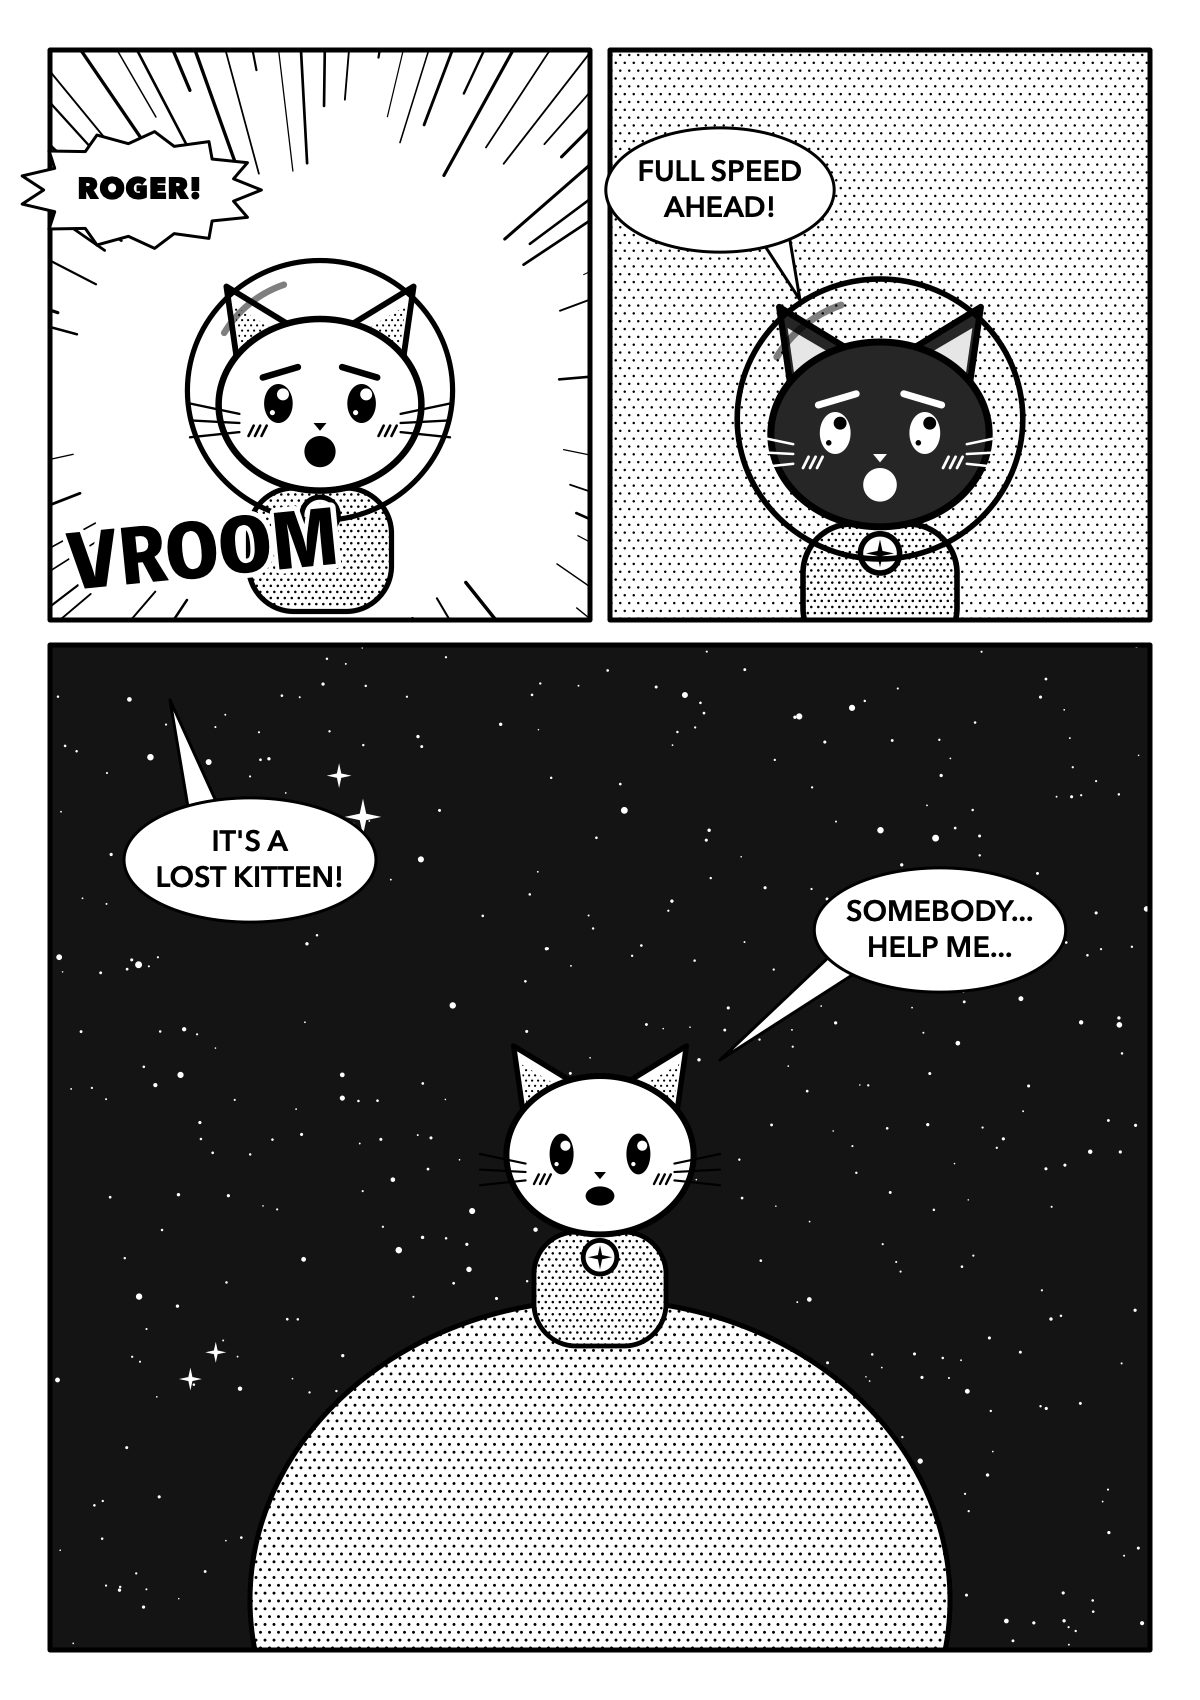 ROGER!
VROOM
FULL SPEED
AHEAD!
IT'S A
LOST KITTEN!
SOMEBODY...
HELP ME...